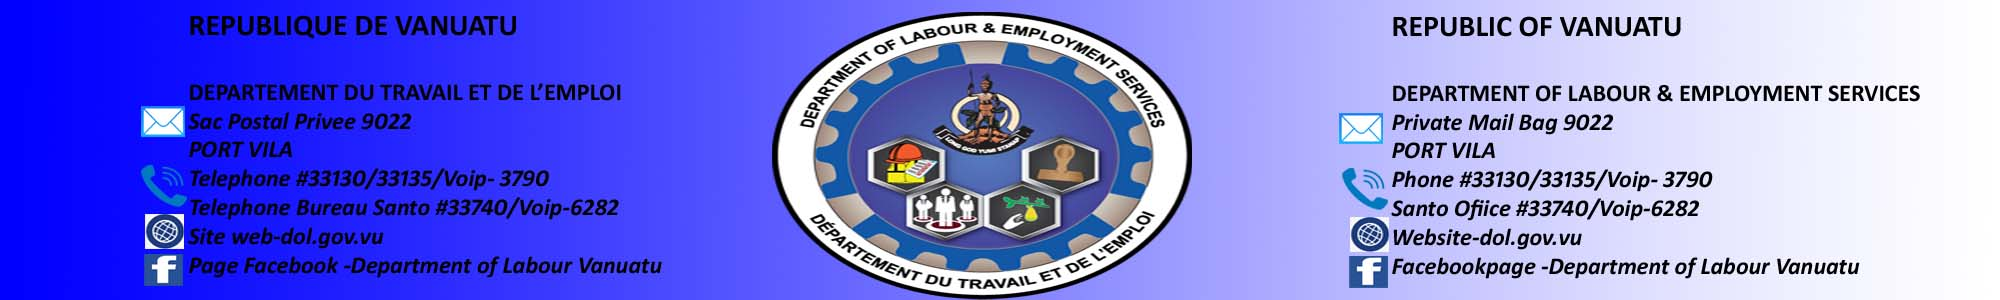 REPUBLIQUE DE VANUATU
DEPARTEMENT DU TRAVAIL ET DE L’EMPLOI
Sac Postal Privee 9022
PORT VILA
Telephone #33130/33135/Voip- 3790
Telephone Bureau Santo #33740/Voip-6282
Site web-dol.gov.vu
Page Facebook -Department of Labour Vanuatu
DEPARTMENT OF LABOUR & EMPLOYMENT SERVICES
LONG GOD YUMI STANAP
DÉPARTEMENT DU TRAVAIL ET DE L'EMPLOI
REPUBLIC OF VANUATU
DEPARTMENT OF LABOUR & EMPLOYMENT SERVICES
Private Mail Bag 9022
PORT VILA
Phone #33130/33135/Voip- 3790
Santo Ofiice #33740/Voip-6282
Website-dol.gov.vu
Facebookpage -Department of Labour Vanuatu